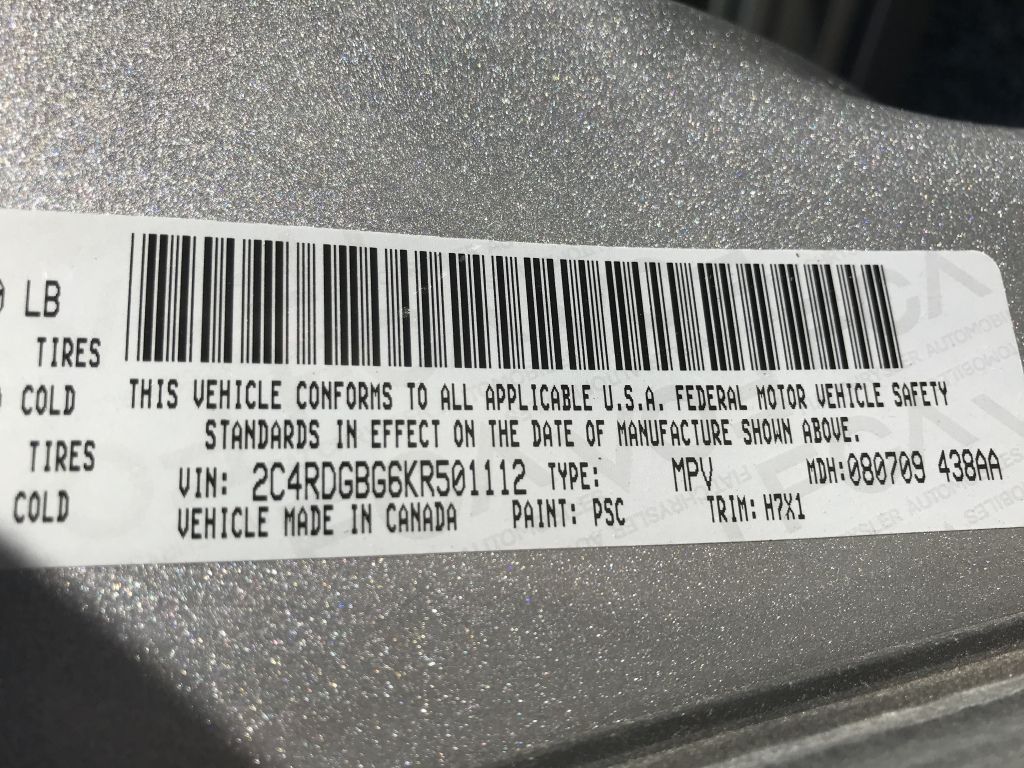 LB
TIRES
COLD
TIRES
COLD
THIS VEHICLE CONFORMS TO ALL APPLICABLE U.S.A. FEDERAL MOTOR VEHICLE SAFETY
STANDARDS IN EFFECT ON THE DATE OF MANUFACTURE SHOWN ABOVE.
VIN: 2C4RDGBG6KR501112 TYPE: MPV MDH:080709 438AA
VEHICLE MADE IN CANADA PAINT: PSC TRIM: H7X1